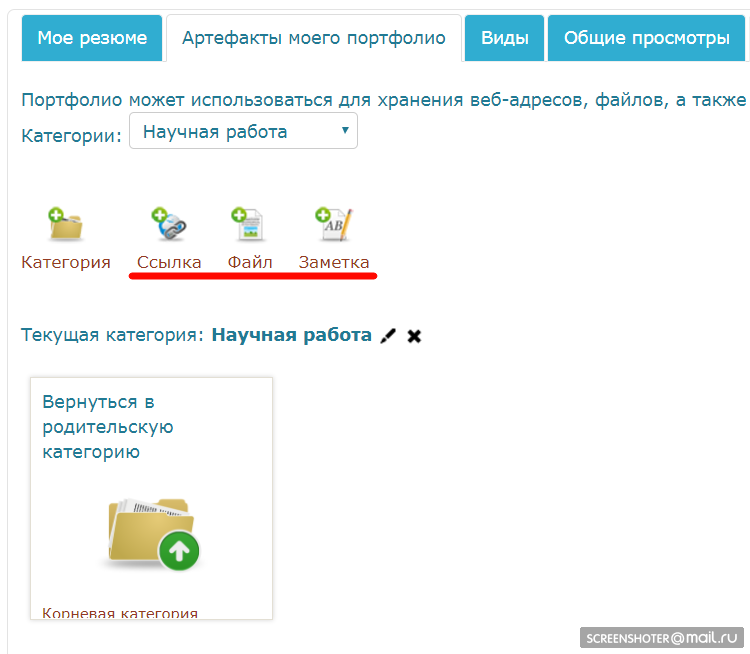 Мое резюме
Артефакты моего портфолио
Виды
Общие просмотры
Портфолио может использоваться для хранения веб-адресов, файлов, а также
Категории: Научная работа
Категория Ссылка Файл Заметка
Текущая категория: Научная работа
Вернуться в
родительскую
категорию
Корневая категория
SCREENSHOTER@mail.ru